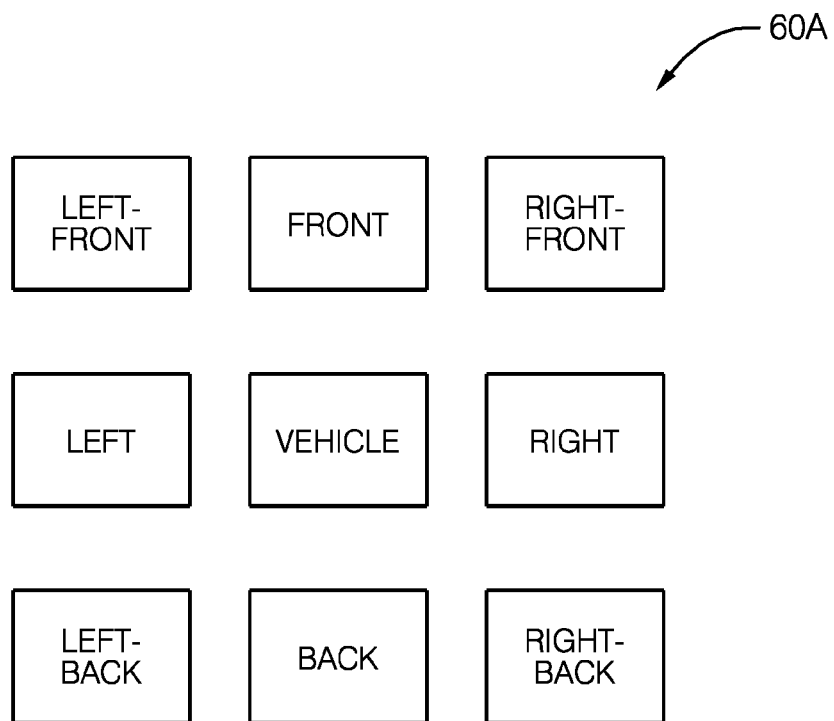 60A
LEFT-
FRONT
FRONT
RIGHT-
FRONT
LEFT
VEHICLE
RIGHT
LEFT-
BACK
BACK
RIGHT-
BACK